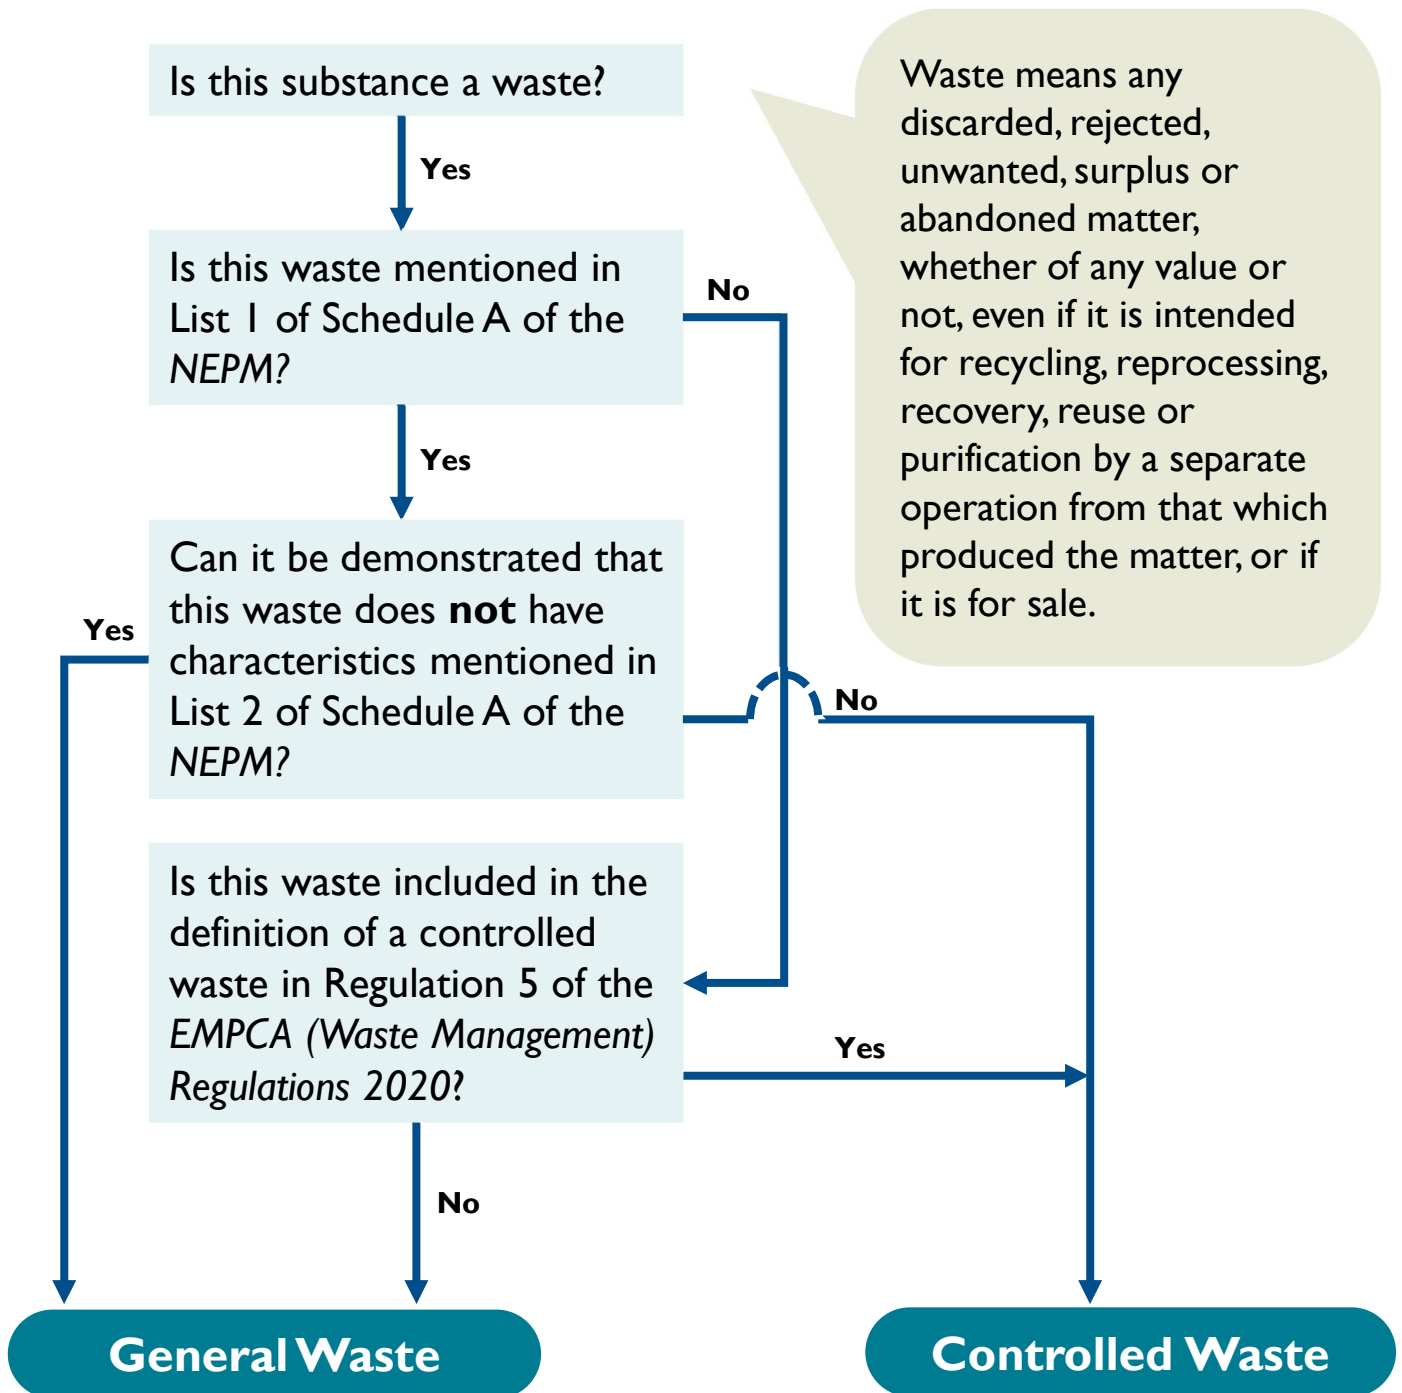 Is this substance a waste?
Waste means any
discarded, rejected,
unwanted, surplus or
abandoned matter,
whether of any value or
not, even if it is intended
for recycling, reprocessing,
recovery, reuse or
purification by a separate
operation from that which
produced the matter, or if
it is for sale.
Yes
Is this waste mentioned in
List 1 of Schedule A of the
NEPM?
No
Yes
Can it be demonstrated that
this waste does not have
characteristics mentioned in
List 2 of Schedule A of the
NEPM?
Yes
No
Is this waste included in the
definition of a controlled
waste in Regulation 5 of the
EMPCA (Waste Management)
Regulations 2020?
Yes
No
General Waste
Controlled Waste